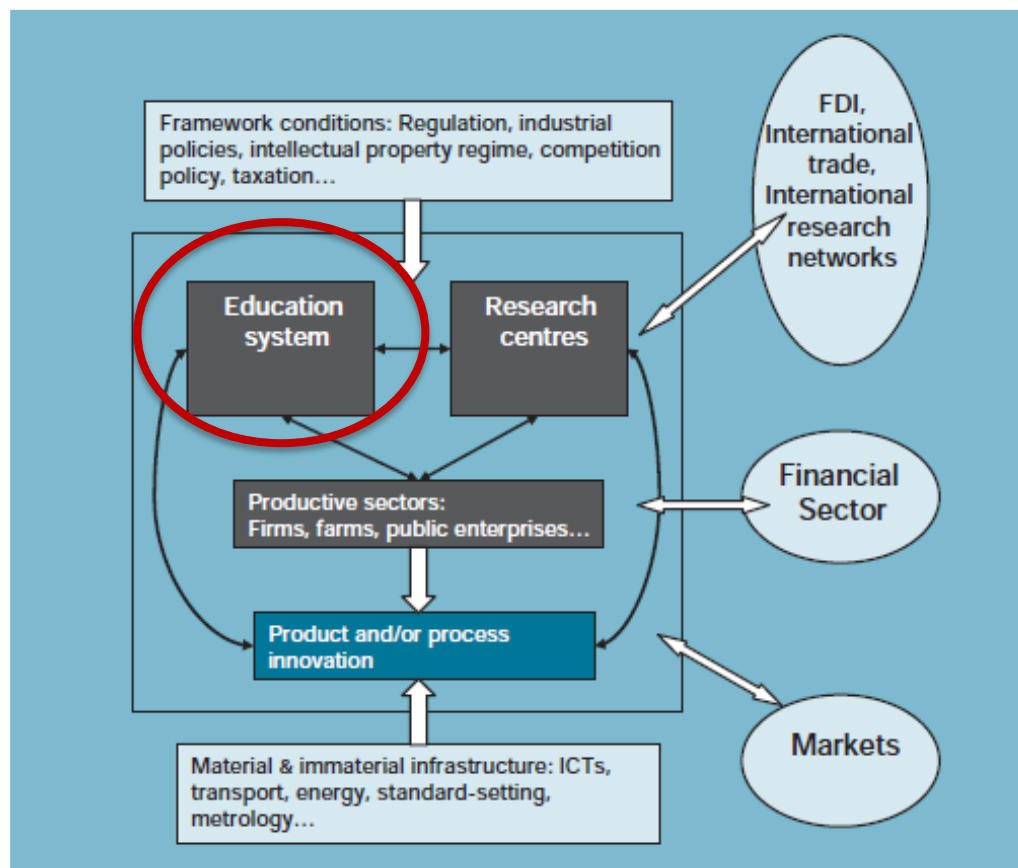 Framework conditions: Regulation, industrial
policies, intellectual property regime, competition
policy, taxation...
FDI,
International
trade,
International
research
networks
Education
system
Research
centres
Productive sectors:
Firms, farms, public enterprises...
Financial
Sector
Product and/or process
innovation
Markets
Material & immaterial infrastructure: ICTs,
transport, energy, standard-setting,
metrology...